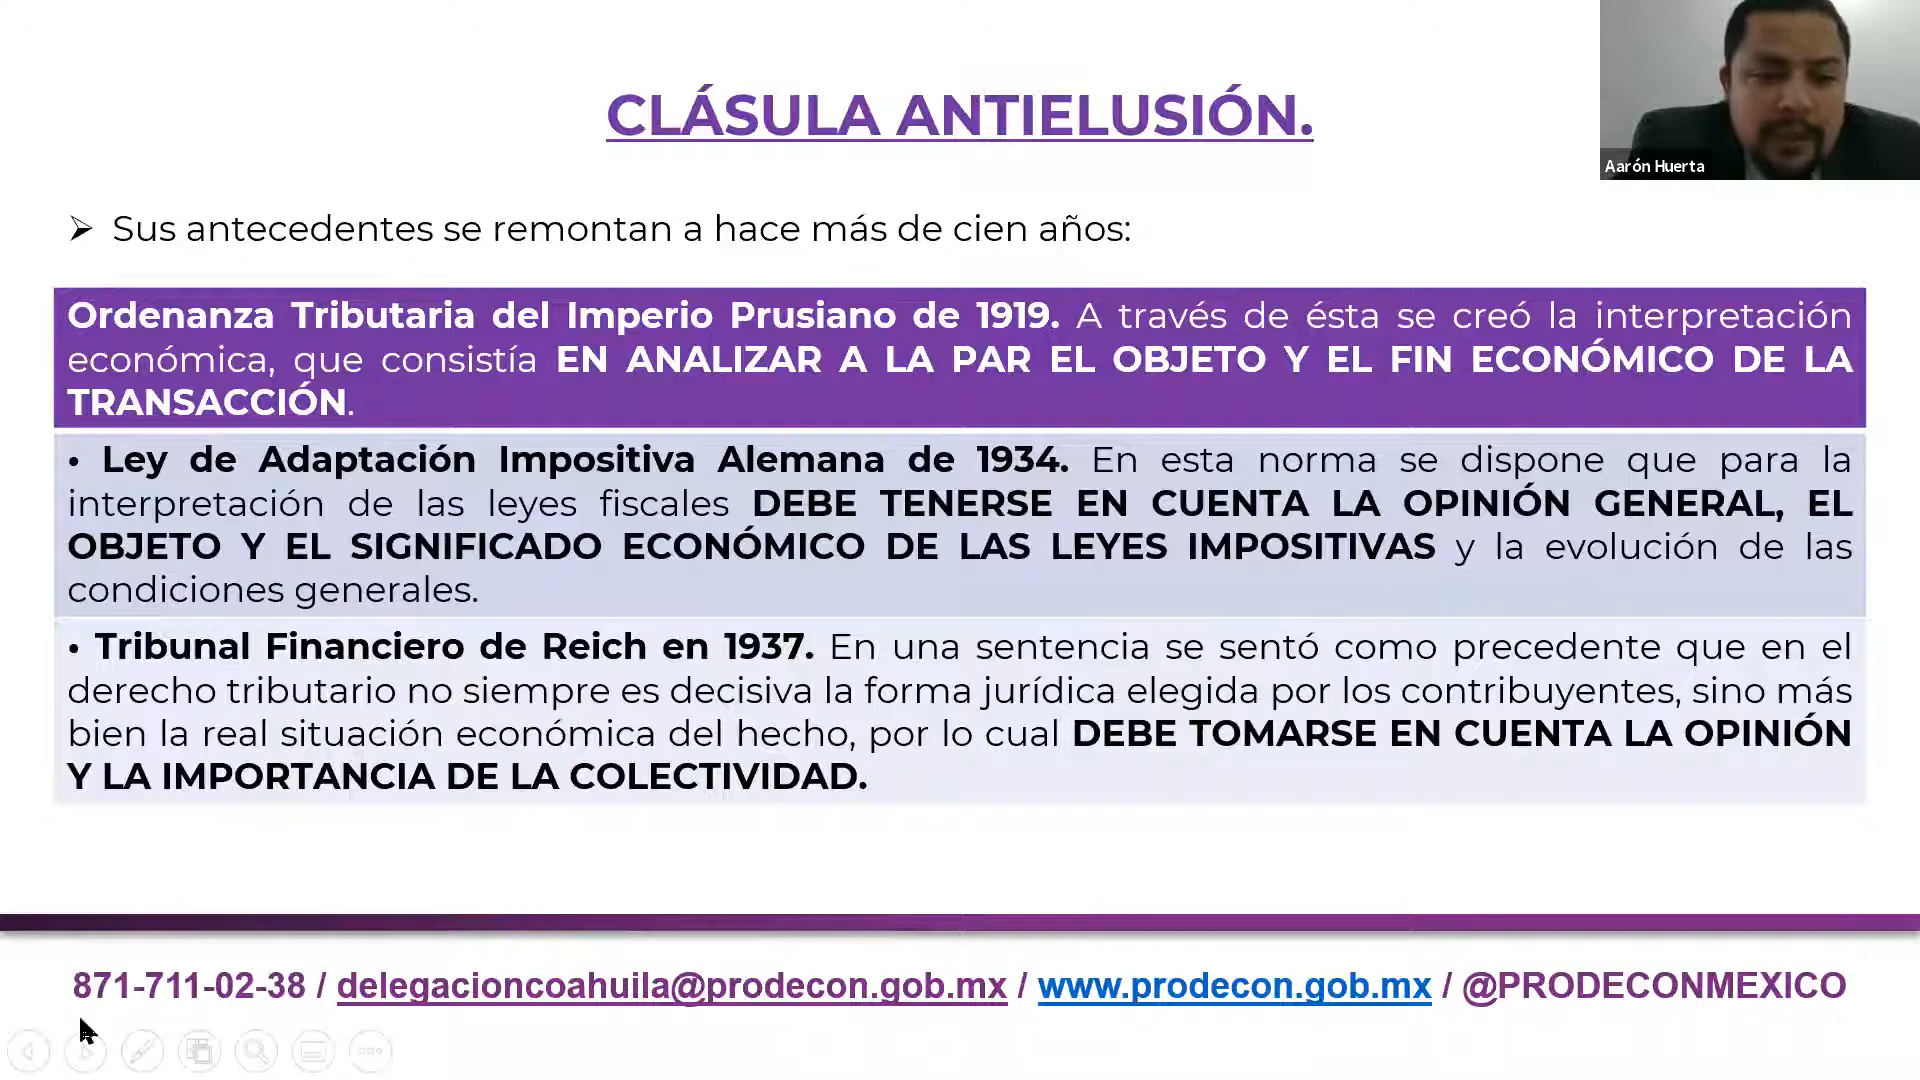 CLÁSULA ANTIELUSIÓN.
Aarón Huerta
➢ Sus antecedentes se remontan a hace más de cien años:
Ordenanza Tributaria del Imperio Prusiano de 1919. A través de ésta se creó la interpretación
económica, que consistía EN ANALIZAR A LA PAR EL OBJETO Y EL FIN ECONÓMICO DE LA
TRANSACCIÓN.
• Ley de Adaptación Impositiva Alemana de 1934. En esta norma se dispone que para la
interpretación de las leyes fiscales DEBE TENERSE EN CUENTA LA OPINIÓN GENERAL, EL
OBJETO Y EL SIGNIFICADO ECONÓMICO DE LAS LEYES IMPOSITIVAS y la evolución de las
condiciones generales.
• Tribunal Financiero de Reich en 1937. En una sentencia se sentó como precedente que en el
derecho tributario no siempre es decisiva la forma jurídica elegida por los contribuyentes, sino más
bien la real situación económica del hecho, por lo cual DEBE TOMARSE EN CUENTA LA OPINIÓN
Y LA IMPORTANCIA DE LA COLECTIVIDAD.
871-711-02-38 / delegacioncoahuila@prodecon.gob.mx / www.prodecon.gob.mx / @PRODECONMEXICO